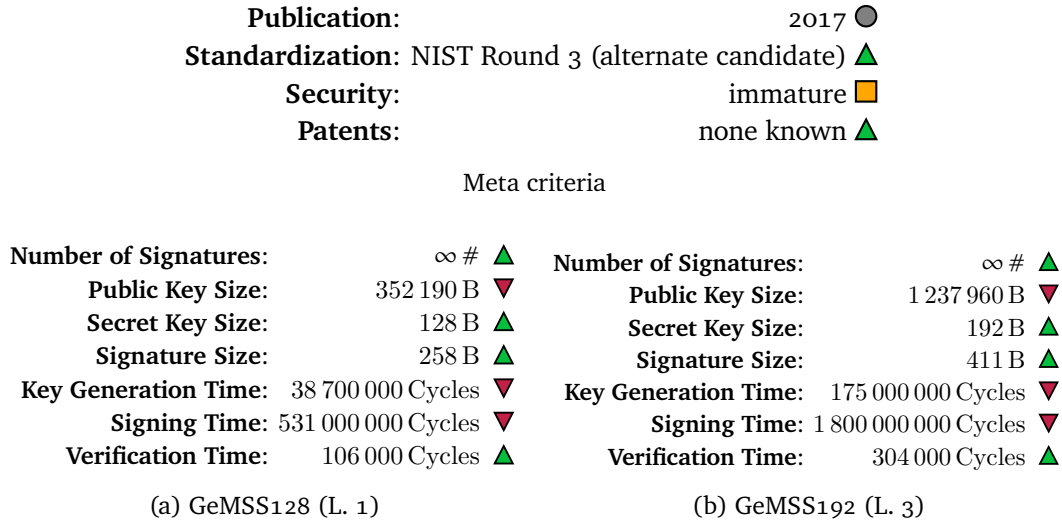 Publication: 2017
Standardization: NIST Round 3 (alternate candidate)
Security: immature
Patents: none known
Meta criteria
Number of Signatures: ∞ #
Public Key Size: 352 190 B
Secret Key Size: 128 B
Signature Size: 258 B
Key Generation Time: 38 700 000 Cycles
Signing Time: 531 000 000 Cycles
Verification Time: 106 000 Cycles
(a) GeMSS128 (L. 1)
Number of Signatures: ∞ #
Public Key Size: 1 237 960 B
Secret Key Size: 192 B
Signature Size: 411 B
Key Generation Time: 175 000 000 Cycles
Signing Time: 1 800 000 000 Cycles
Verification Time: 304 000 Cycles
(b) GeMSS192 (L. 3)